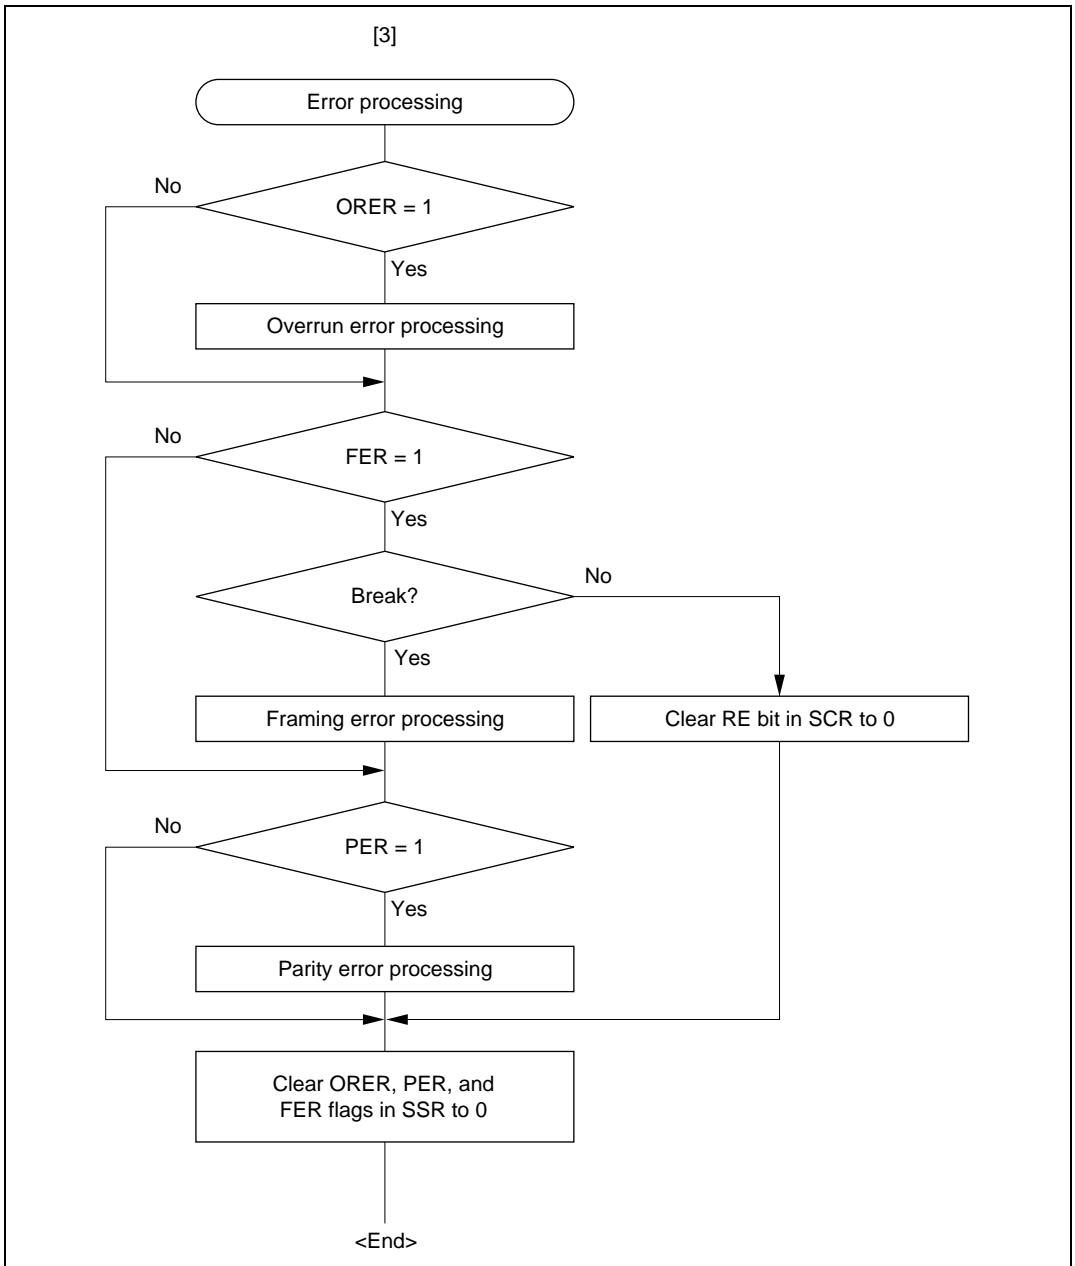 [3]
Error processing
No
ORER = 1
Yes
Overrun error processing
No
FER = 1
Yes
No
Break?
Yes
Framing error processing
Clear RE bit in SCR to 0
No
PER = 1
Yes
Parity error processing
Clear ORER, PER, and
FER flags in SSR to 0
<End>